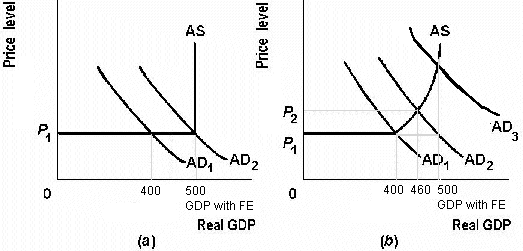 Price level
AS
P1
AD1
AD2
0
400
500
GDP with FE
Real GDP
(a)
Price level
AS
P2
P1
AD3
AD1
AD2
0
400
460
500
GDP with FE
Real GDP
(b)